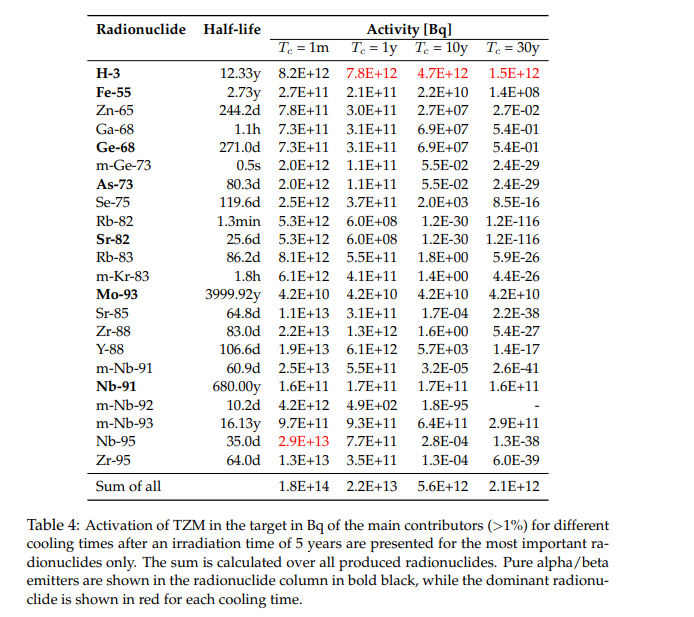 Radionuclide Half-life Activity [Bq]
Tc = 1m Tc = 1y Tc = 10y Tc = 30y
H-3 12.33y 8.2E+12 7.8E+12 4.7E+12 1.5E+12
Fe-55 2.73y 2.7E+11 2.1E+11 2.2E+10 1.4E+08
Zn-65 244.2d 7.8E+11 3.0E+11 2.7E+07 2.7E-02
Ga-68 1.1h 7.3E+11 3.1E+11 6.9E+07 5.4E-01
Ge-68 271.0d 7.3E+11 3.1E+11 6.9E+07 5.4E-01
m-Ge-73 0.5s 2.0E+12 1.1E+11 5.5E-02 2.4E-29
As-73 80.3d 2.0E+12 1.1E+11 5.5E-02 2.4E-29
Se-75 119.6d 2.5E+12 3.7E+11 2.0E+03 8.5E-16
Rb-82 1.3min 5.3E+12 6.0E+08 1.2E-30 1.2E-116
Sr-82 25.6d 5.3E+12 6.0E+08 1.2E-30 1.2E-116
Rb-83 86.2d 8.1E+12 5.5E+11 1.8E+00 5.9E-26
m-Kr-83 1.8h 6.1E+12 4.1E+11 1.4E+00 4.4E-26
Mo-93 3999.92y 4.2E+10 4.2E+10 4.2E+10 4.2E+10
Sr-85 64.8d 1.1E+13 3.1E+11 1.7E-04 2.2E-38
Zr-88 83.0d 2.2E+13 1.3E+12 1.6E+00 5.4E-27
Y-88 106.6d 1.9E+13 6.1E+12 5.7E+03 1.4E-17
m-Nb-91 60.9d 2.5E+13 5.5E+11 3.2E-05 2.6E-41
Nb-91 680.00y 1.6E+11 1.7E+11 1.7E+11 1.6E+11
m-Nb-92 10.2d 4.2E+12 4.9E+02 1.8E-95 -
m-Nb-93 16.13y 9.7E+11 9.3E+11 6.4E+11 2.9E+11
Nb-95 35.0d 2.9E+13 7.7E+11 2.8E-04 1.3E-38
Zr-95 64.0d 1.3E+13 3.5E+11 1.3E-04 6.0E-39
Sum of all 1.8E+14 2.2E+13 5.6E+12 2.1E+12
Table 4: Activation of TZM in the target in Bq of the main contributors (>1%) for different
cooling times after an irradiation time of 5 years are presented for the most important ra-
dionuclides only. The sum is calculated over all produced radionuclides. Pure alpha/beta
emitters are shown in the radionuclide column in bold black, while the dominant radionu-
clide is shown in red for each cooling time.